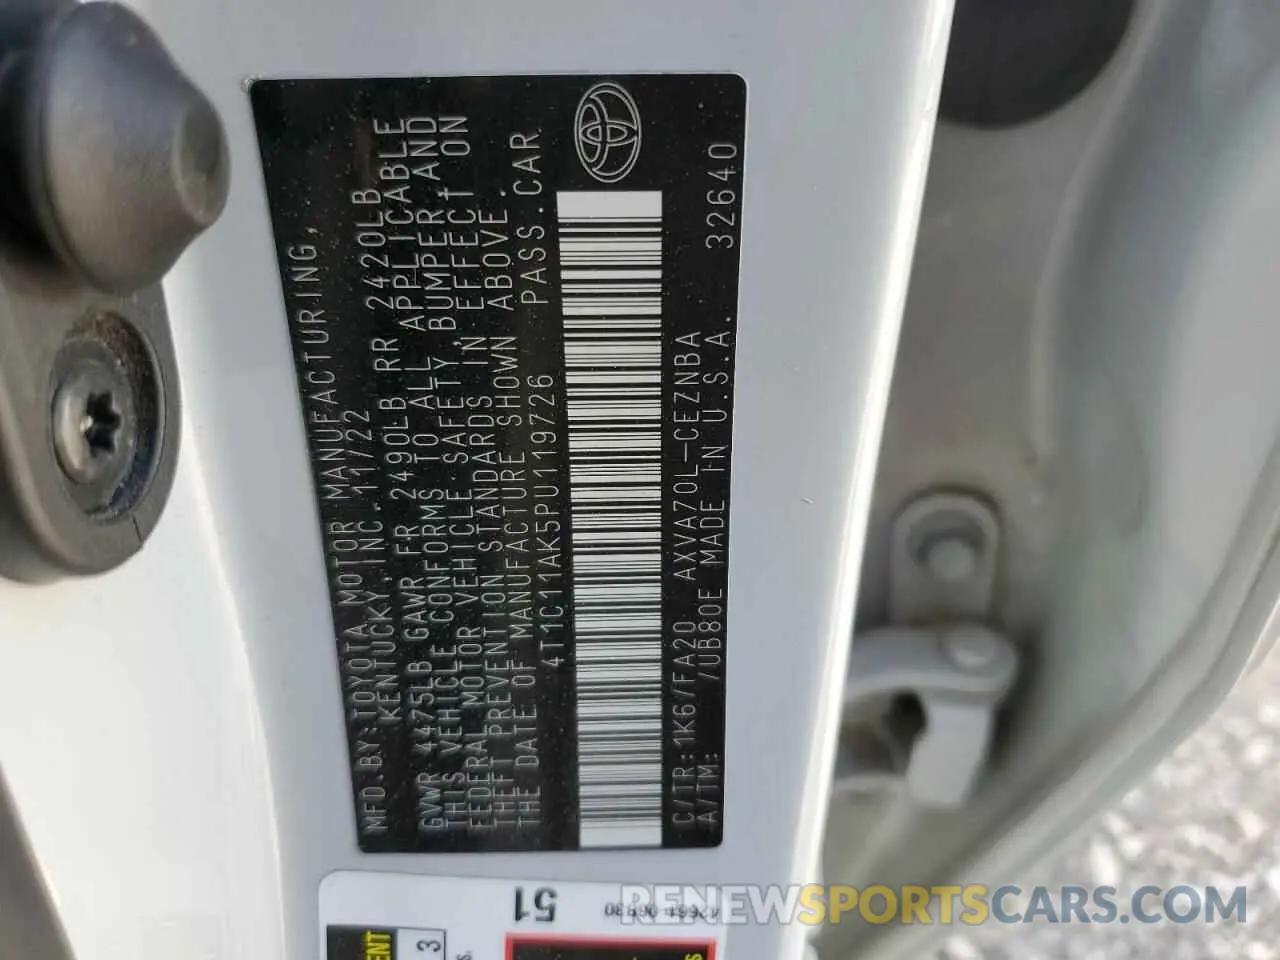 MFD.BY:TOYOTA MOTOR MANUFACTURING,
KENTUCKY,INC. 11/22
GVWR 4475LB GAWR FR 2490LB RR 2420LB
THIS VEHICLE CONFORMS TO ALL APPLICABLE
FEDERAL MOTOR VEHICLE SAFETY, BUMPER, AND
THEFT PREVENTION STANDARDS IN EFFECT ON
THE DATE OF MANUFACTURE SHOWN ABOVE.
4T1C11AK5PU119726 PASS.CAR
C/TR: 1K6/FA20 AXVA70L-CEZNBA
A/TM: /UB80E MADE IN U.S.A. 32640
51
3
RENEWSPORTSCARS.COM